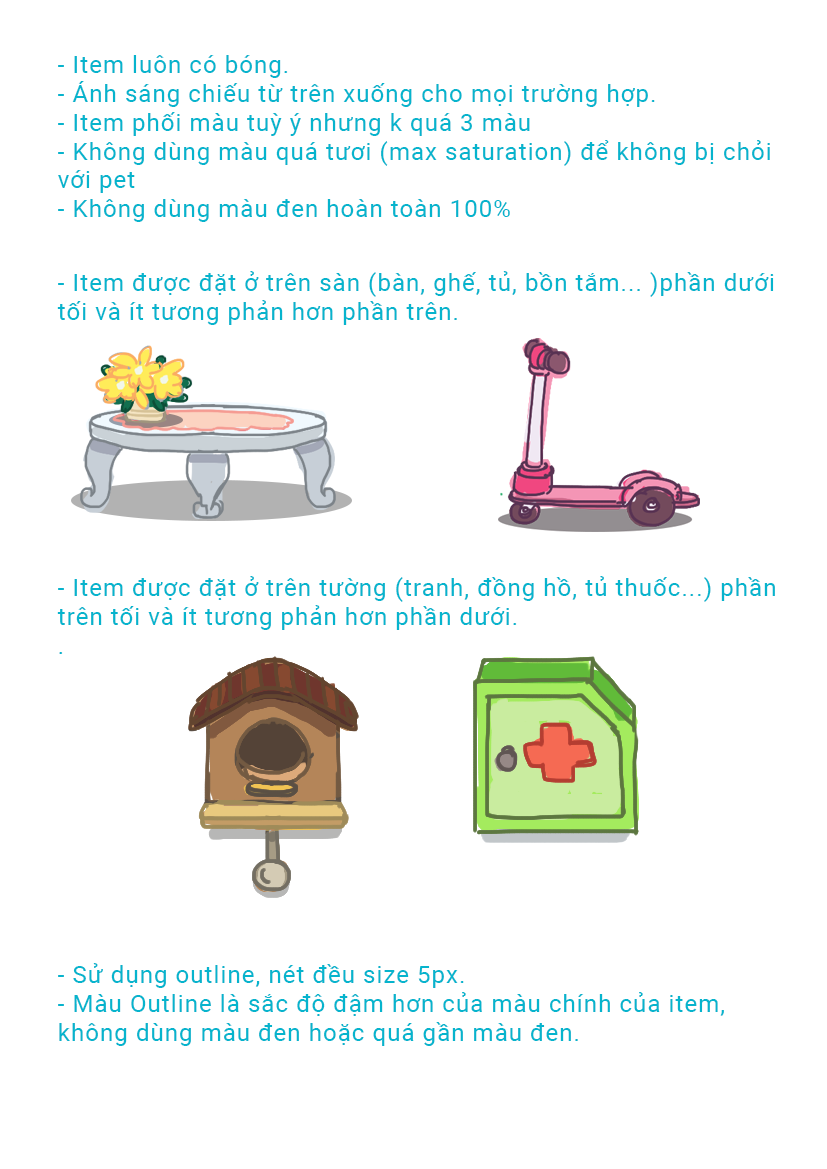 - Item luôn có bóng.
- Ánh sáng chiếu từ trên xuống cho mọi trường hợp.
- Item phối màu tuỳ ý nhưng k quá 3 màu
- Không dùng màu quá tươi (max saturation) để không bị chỏi
với pet
- Không dùng màu đen hoàn toàn 100%
- Item được đặt ở trên sàn (bàn, ghế, tủ, bồn tắm... )phần dưới
tối và ít tương phản hơn phần trên.
- Item được đặt ở trên tường (tranh, đồng hồ, tủ thuốc...) phần
trên tối và ít tương phản hơn phần dưới.
.
- Sử dụng outline, nét đều size 5px.
- Màu Outline là sắc độ đậm hơn của màu chính của item,
không dùng màu đen hoặc quá gần màu đen.